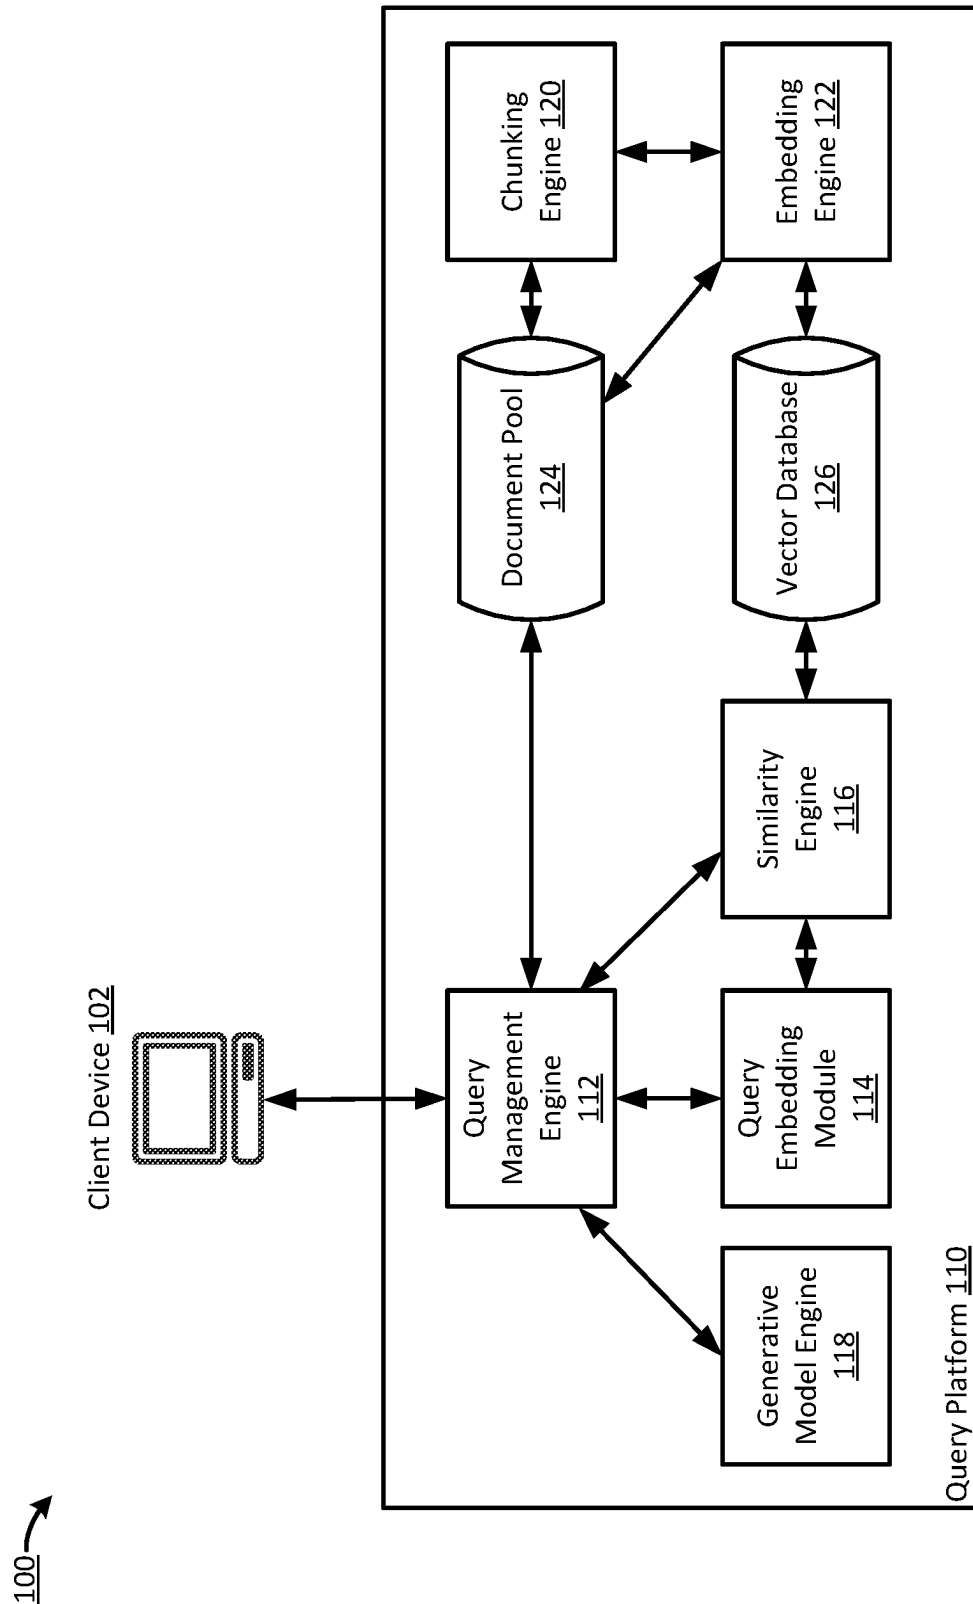 100
Client Device 102
Query
Management
Engine
112
Document Pool
124
Chunking
Engine 120
Generative
Model Engine
118
Query
Embedding
Module
114
Similarity
Engine
116
Vector Database
126
Embedding
Engine 122
Query Platform 110